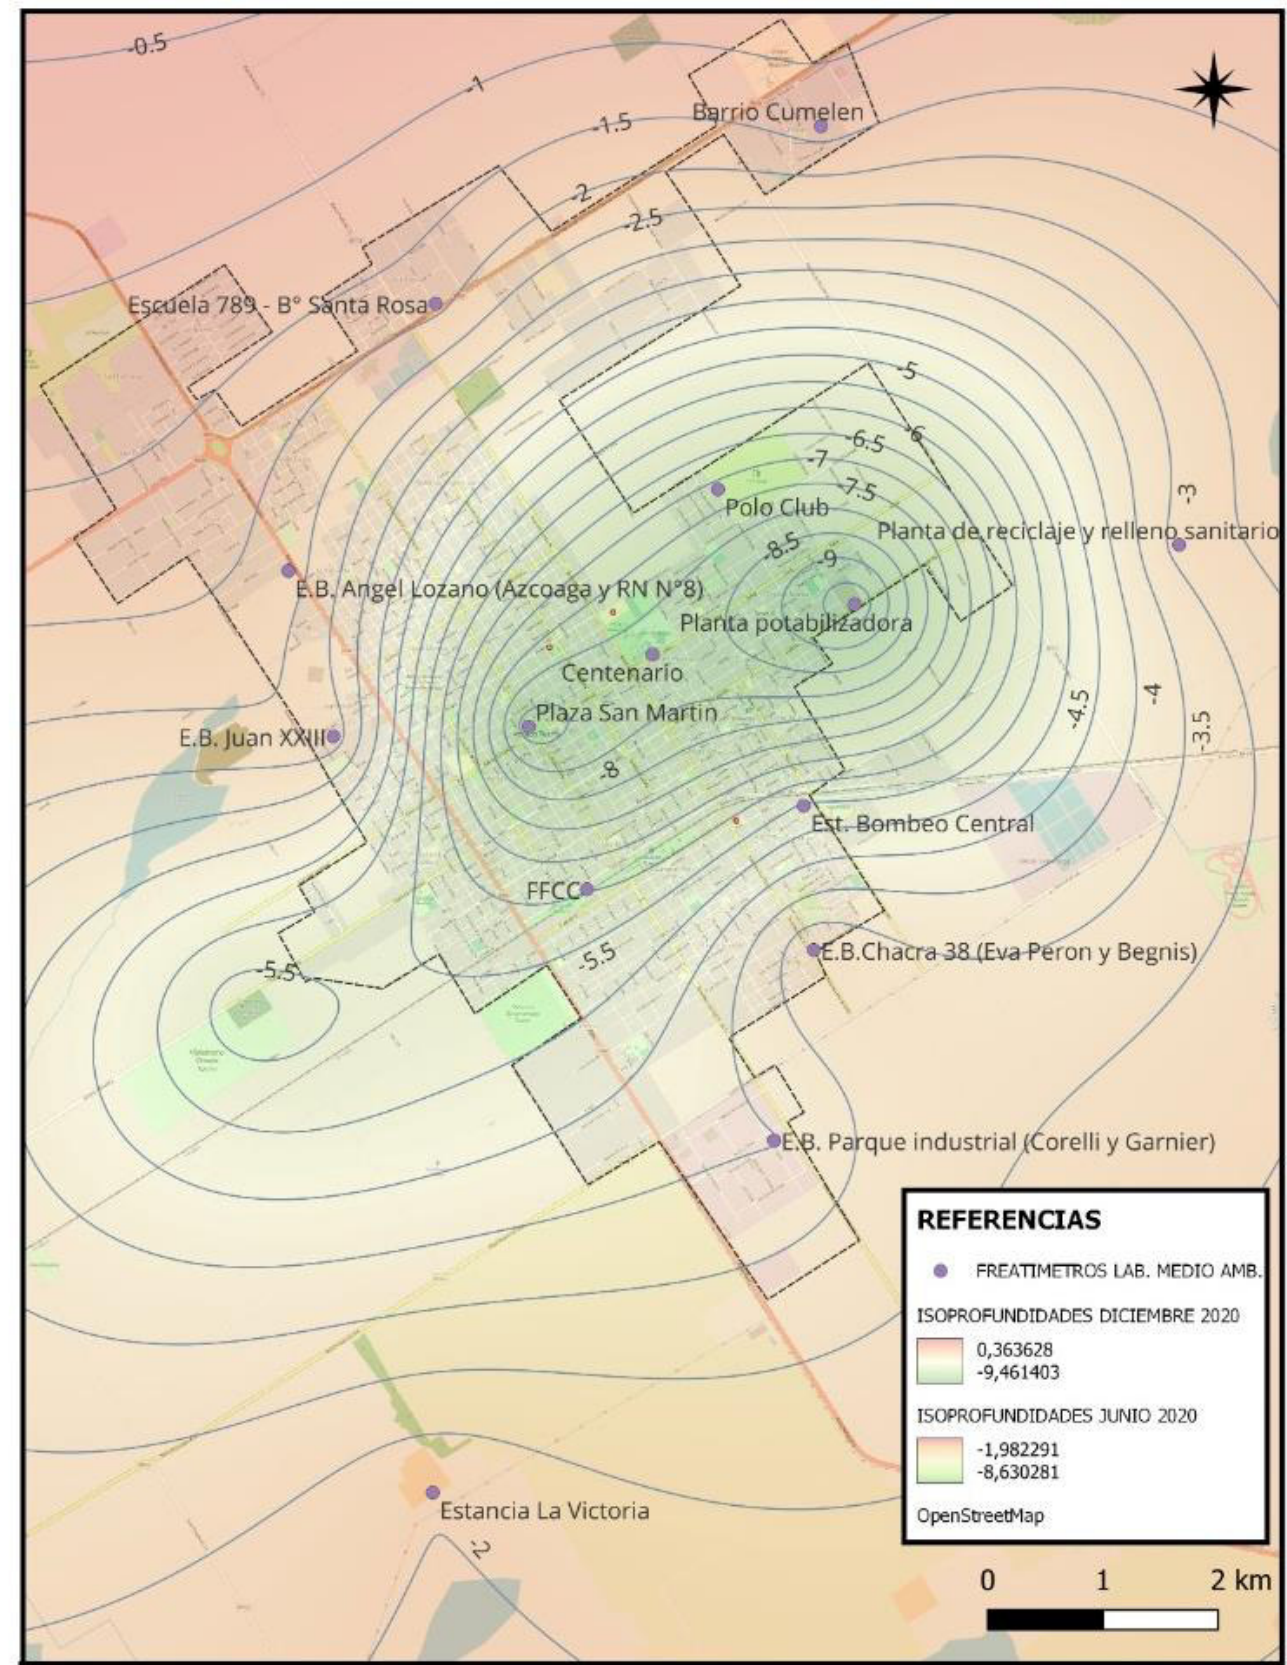 -0.5
-1
-1.5
Barrio Cumelen
-2
-2.5
Escuela 789 - B° Santa Rosa
-5
-6
-6.5
-7
-7.5
-3
Polo Club
Planta de reciclaje y relleno sanitario
-8.5
-9
E.B. Angel Lozano (Azcoaga y RN N°8)
Planta potabilizadora
Centenario
-4
-4.5
Plaza San Martin
-3.5
E.B. Juan XXIII
-8
Est. Bombeo Central
FFCC
E.B.Chacra 38 (Eva Peron y Begnis)
-5.5
-5.5
E.B. Parque industrial (Corelli y Garnier)
REFERENCIAS
FREATIMETROS LAB. MEDIO AMB.
ISOPROFUNDIDADES DICIEMBRE 2020
0,363628
-9,461403
ISOPROFUNDIDADES JUNIO 2020
-1,982291
-8,630281
OpenStreetMap
Estancia La Victoria
-2
0 1 2 km